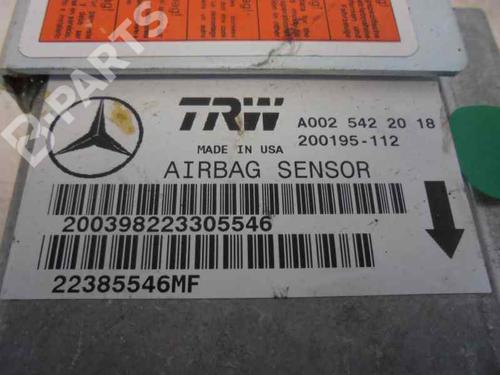 TRW
A002 542 20 18
MADE IN USA
200195-112
AIRBAG SENSOR
200398223305546
22385546MF